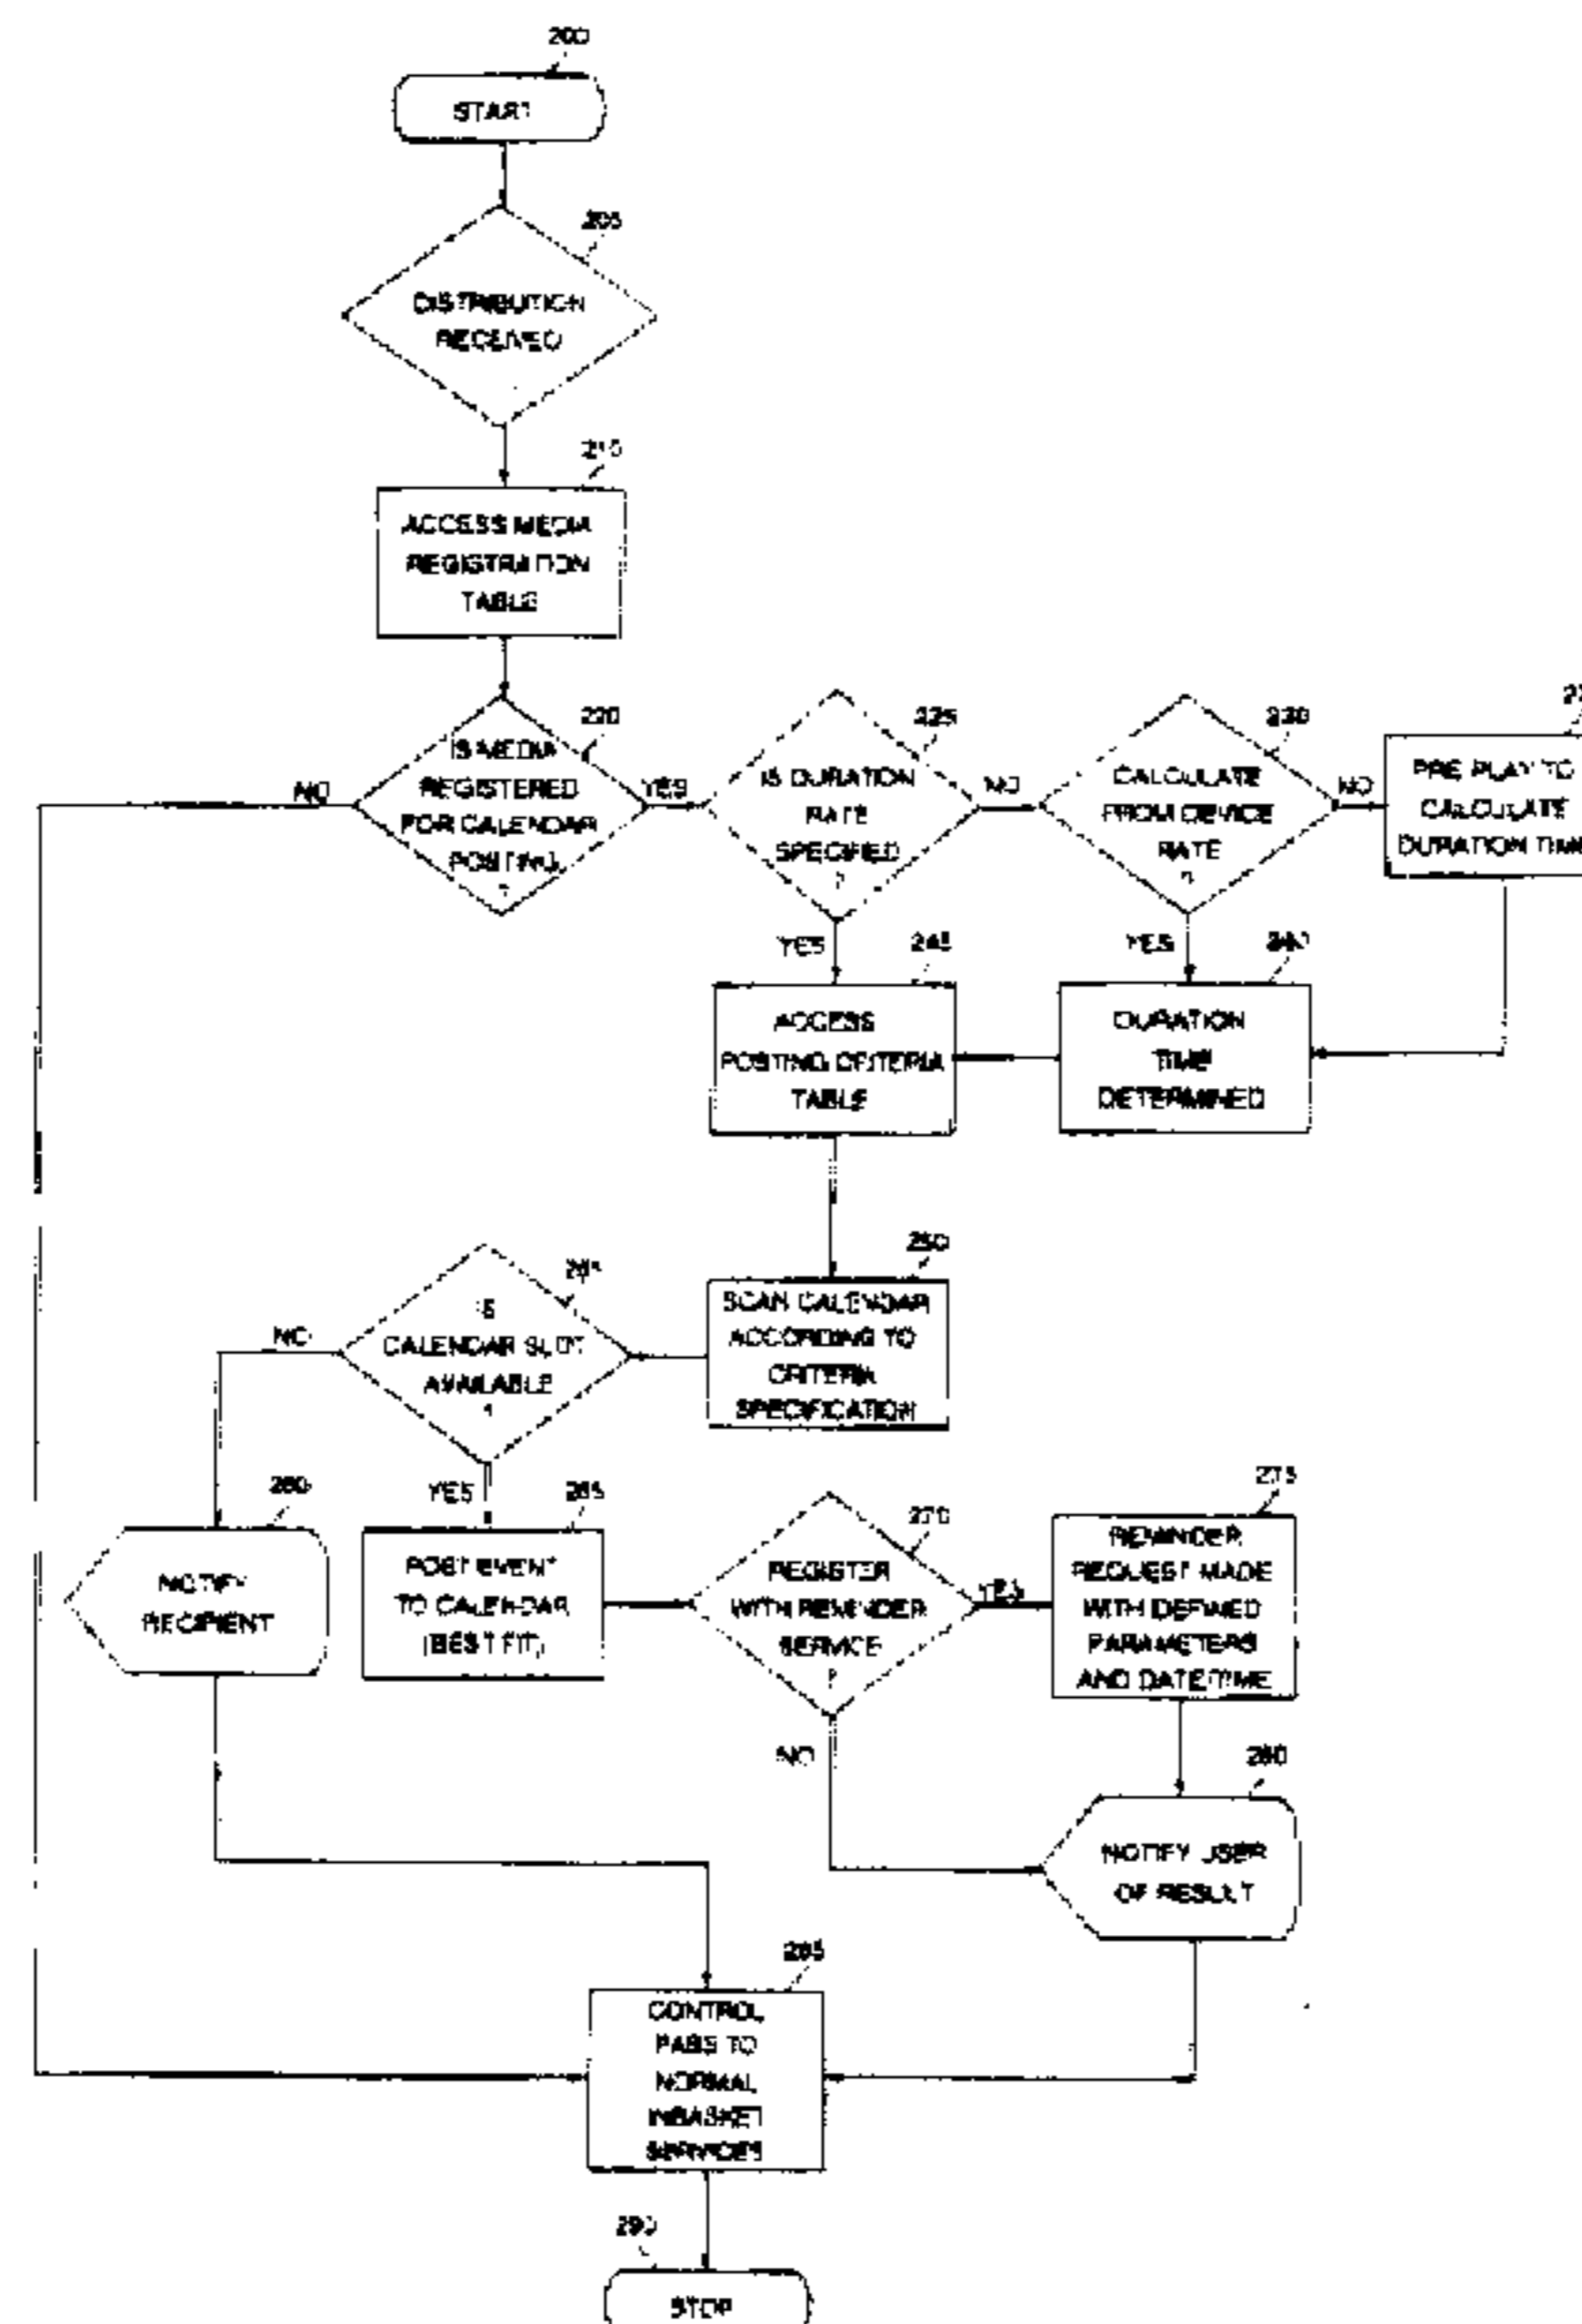 200
START
205
DISTRIBUTION
RECEIVED
210
ACCESS MEDIA
REGISTRATION
TABLE
220
IS MEDIA
REGISTERED
FOR CALENDAR
POSTING
?
NO
YES
225
IS DURATION
RATE
SPECIFIED
?
NO
YES
230
CALCULATE
FROM DEVICE
RATE
?
NO
YES
PRE PLAY TO
CALCULATE
DURATION TIME
240
DURATION
TIME
DETERMINED
245
ACCESS
POSTING CRITERIA
TABLE
250
SCAN CALENDAR
ACCORDING TO
CRITERIA
SPECIFICATION
IS
CALENDAR SLOT
AVAILABLE
?
NO
YES
260
NOTIFY
RECIPIENT
265
POST EVENT
TO CALENDAR
(BEST FIT)
270
REGISTER
WITH REMINDER
SERVICE
?
YES
NO
275
REMINDER
REQUEST MADE
WITH DEFINED
PARAMETERS
AND DATE/TIME
280
NOTIFY USER
OF RESULT
285
CONTROL
PASS TO
NORMAL
INBASKET
SERVICES
290
STOP